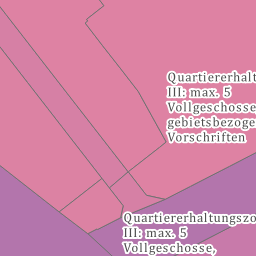 Quartiererhalt
III: max. 5
Vollgeschosse
gebietsbezoge
Vorschriften
Quartiererhaltungszo
III: max. 5
Vollgeschosse,